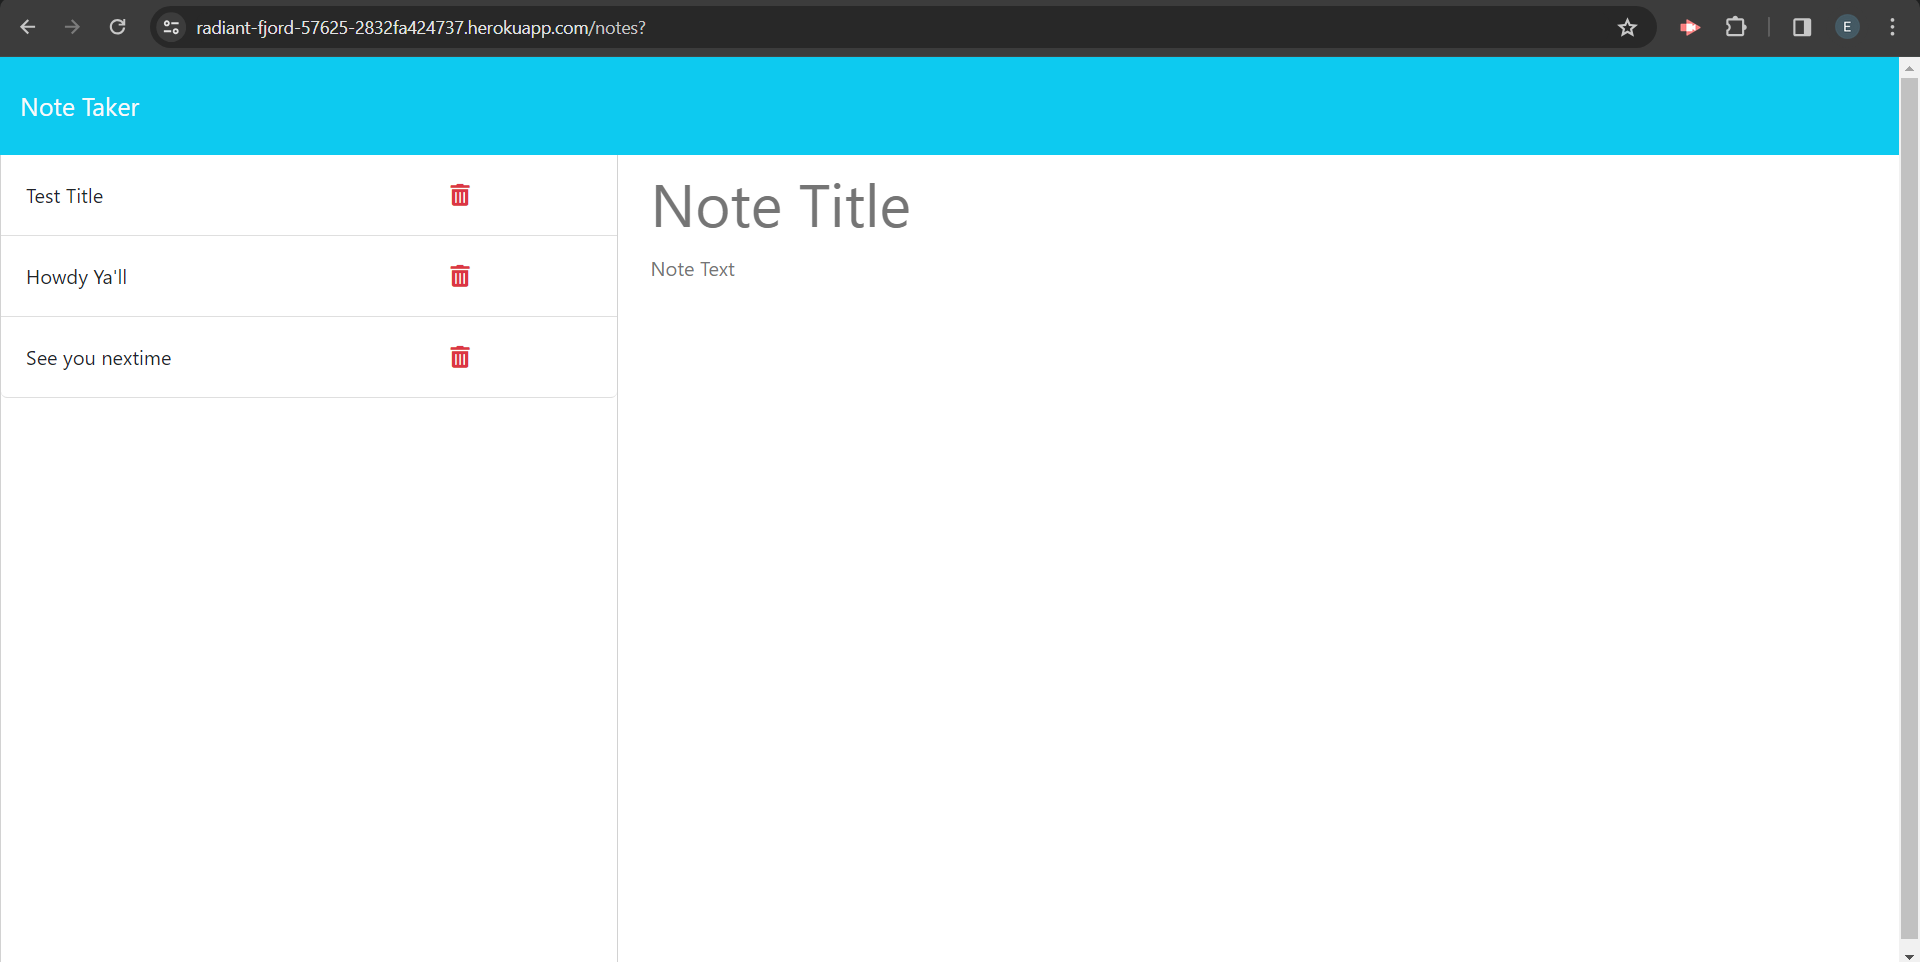 radiant-fjord-57625-2832fa424737.herokuapp.com/notes?
E
Note Taker
Test Title
Howdy Ya'll
See you nextime
Note Title
Note Text